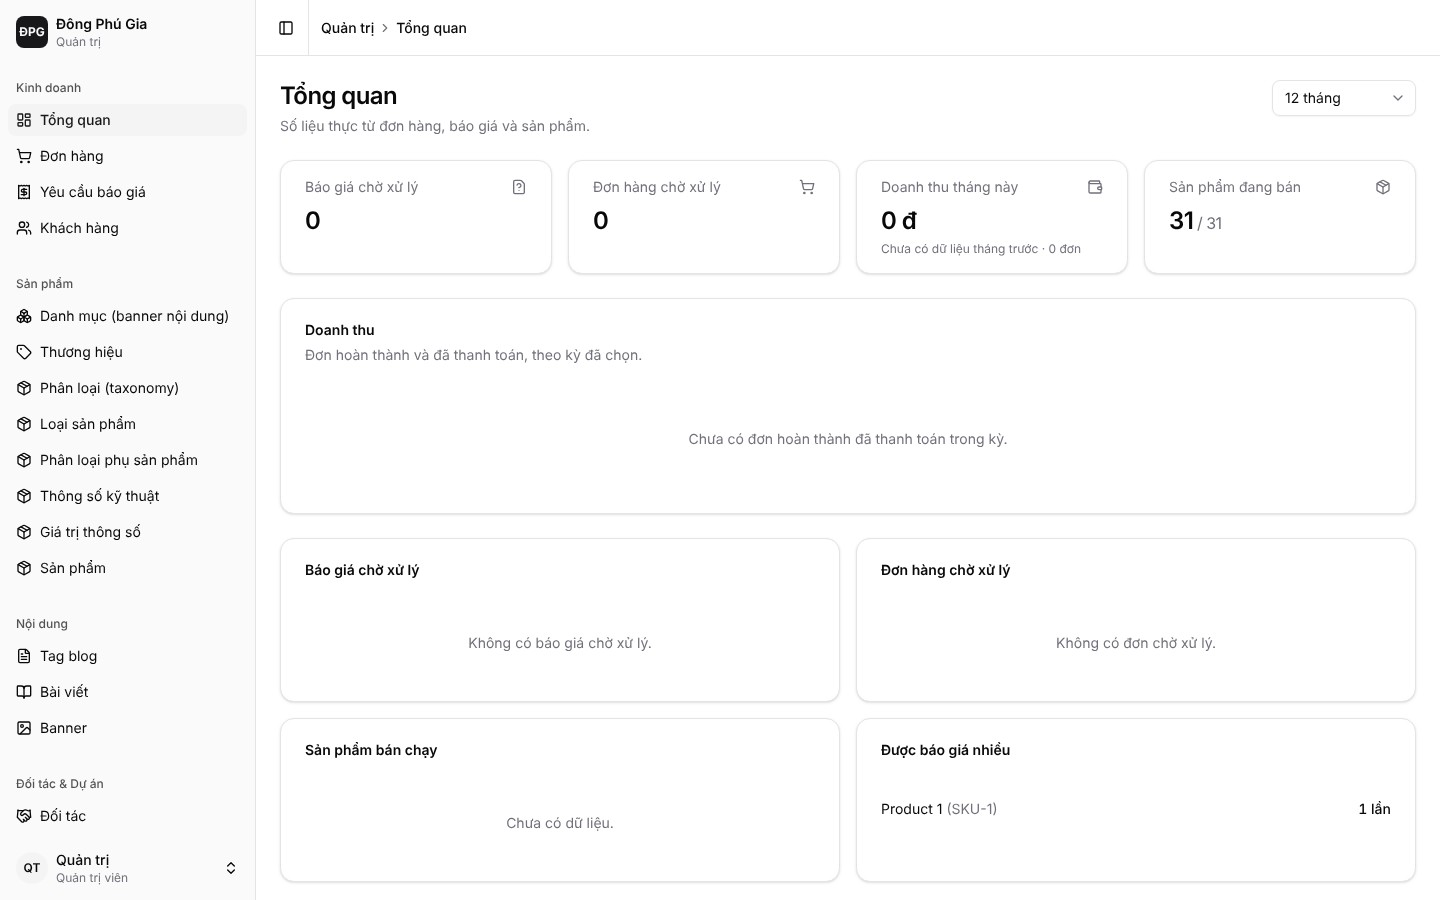 ĐPG
Đông Phú Gia
Quản trị
Kinh doanh
Tổng quan
Đơn hàng
Yêu cầu báo giá
Khách hàng
Sản phẩm
Danh mục (banner nội dung)
Thương hiệu
Phân loại (taxonomy)
Loại sản phẩm
Phân loại phụ sản phẩm
Thông số kỹ thuật
Giá trị thông số
Sản phẩm
Nội dung
Tag blog
Bài viết
Banner
Đối tác & Dự án
Đối tác
QT
Quản trị
Quản trị viên
Quản trị > Tổng quan
Tổng quan
Số liệu thực từ đơn hàng, báo giá và sản phẩm.
12 tháng
Báo giá chờ xử lý
0
Đơn hàng chờ xử lý
0
Doanh thu tháng này
0 đ
Chưa có dữ liệu tháng trước · 0 đơn
Sản phẩm đang bán
31 / 31
Doanh thu
Đơn hoàn thành và đã thanh toán, theo kỳ đã chọn.
Chưa có đơn hoàn thành đã thanh toán trong kỳ.
Báo giá chờ xử lý
Không có báo giá chờ xử lý.
Đơn hàng chờ xử lý
Không có đơn chờ xử lý.
Sản phẩm bán chạy
Chưa có dữ liệu.
Được báo giá nhiều
Product 1 (SKU-1) 1 lần